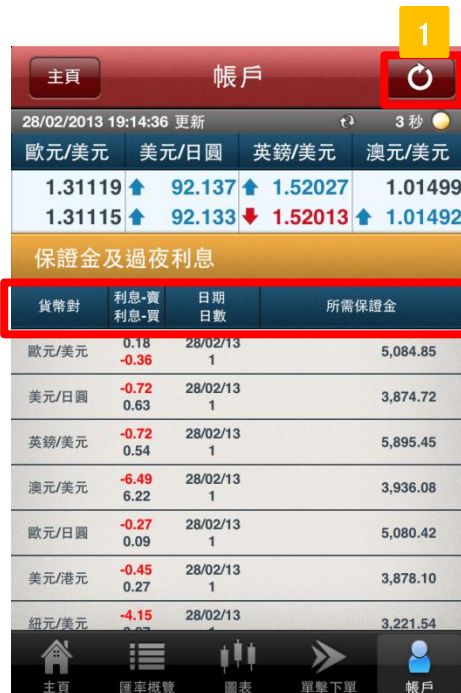 1
主頁 帳戶
28/02/2013 19:14:36 更新 3 秒
歐元/美元 美元/日圓 英鎊/美元 澳元/美元
1.31119 92.137 1.52027 1.01499
1.31115 92.133 1.52013 1.01492
保證金及過夜利息
貨幣對 利息-賣 日期 所需保證金
利息-買 日數
歐元/美元 0.18 28/02/13 5,084.85
-0.36 1
美元/日圓 -0.72 28/02/13 3,874.72
0.63 1
英鎊/美元 -0.72 28/02/13 5,895.45
0.54 1
澳元/美元 -6.49 28/02/13 3,936.08
6.22 1
歐元/日圓 -0.27 28/02/13 5,080.42
0.09 1
美元/港元 -0.45 28/02/13 3,878.10
0.27 1
紐元/美元 -4.15 28/02/13 3,221.54
主頁 匯率概覽 圖表 單擊下單 帳戶